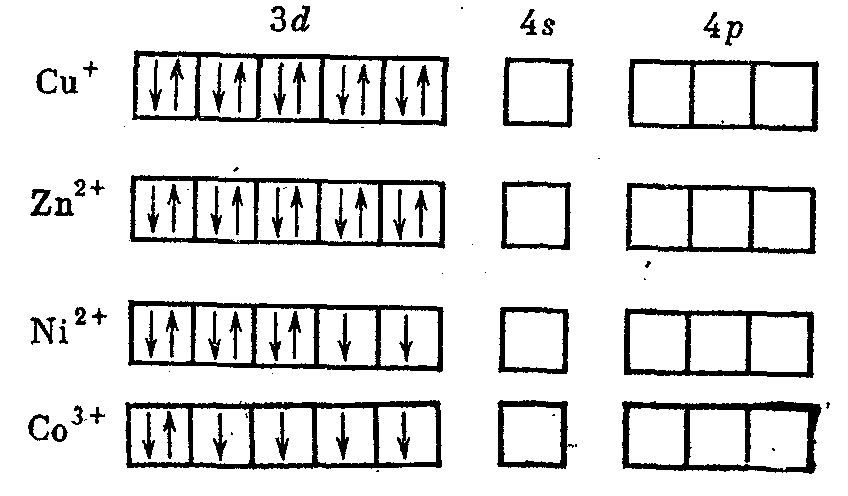 3d 4s 4p
Cu⁺ ↓↑ ↓↑ ↓↑ ↓↑ ↓↑
Zn²⁺ ↓↑ ↓↑ ↓↑ ↓↑ ↓↑
Ni²⁺ ↓↑ ↓↑ ↓↑ ↓ ↓
Co³⁺ ↓↑ ↓ ↓ ↓ ↓